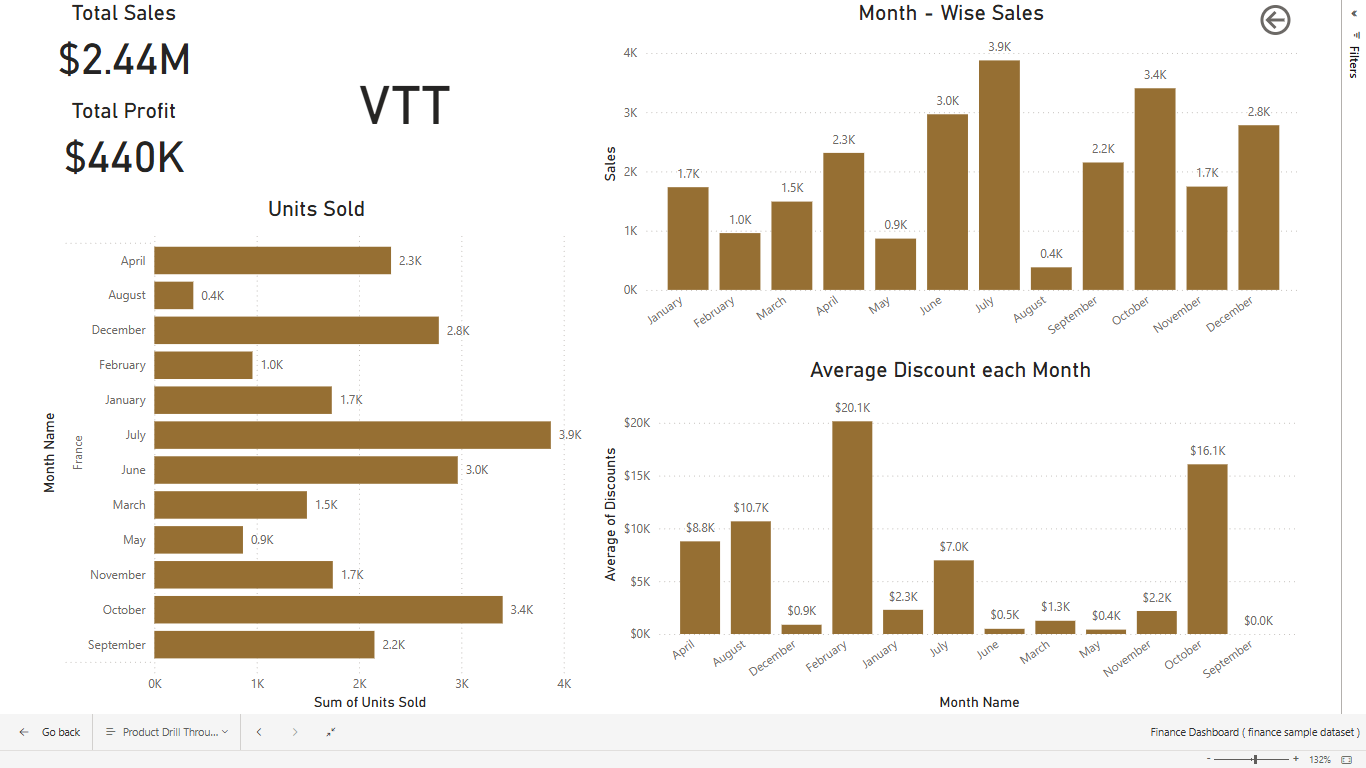 Total Sales
$2.44M
Total Profit
$440K
VTT
Units Sold
Month Name
France
April
2.3K
August
0.4K
December
2.8K
February
1.0K
January
1.7K
July
3.9K
June
3.0K
March
1.5K
May
0.9K
November
1.7K
October
3.4K
September
2.2K
0K 1K 2K 3K 4K
Sum of Units Sold
Month - Wise Sales
Sales
4K
3K
2K
1K
0K
1.7K 1.0K 1.5K 2.3K 0.9K 3.0K 3.9K 0.4K 2.2K 3.4K 1.7K 2.8K
January February March April May June July August September October November December
Average Discount each Month
Average of Discounts
$20K
$15K
$10K
$5K
$0K
$8.8K $10.7K $0.9K $20.1K $2.3K $7.0K $0.5K $1.3K $0.4K $2.2K $16.1K $0.0K
April August December February January July June March May November October September
Month Name
Filters
Go back
Product Drill Throu...
Finance Dashboard ( finance sample dataset )
- + 132%